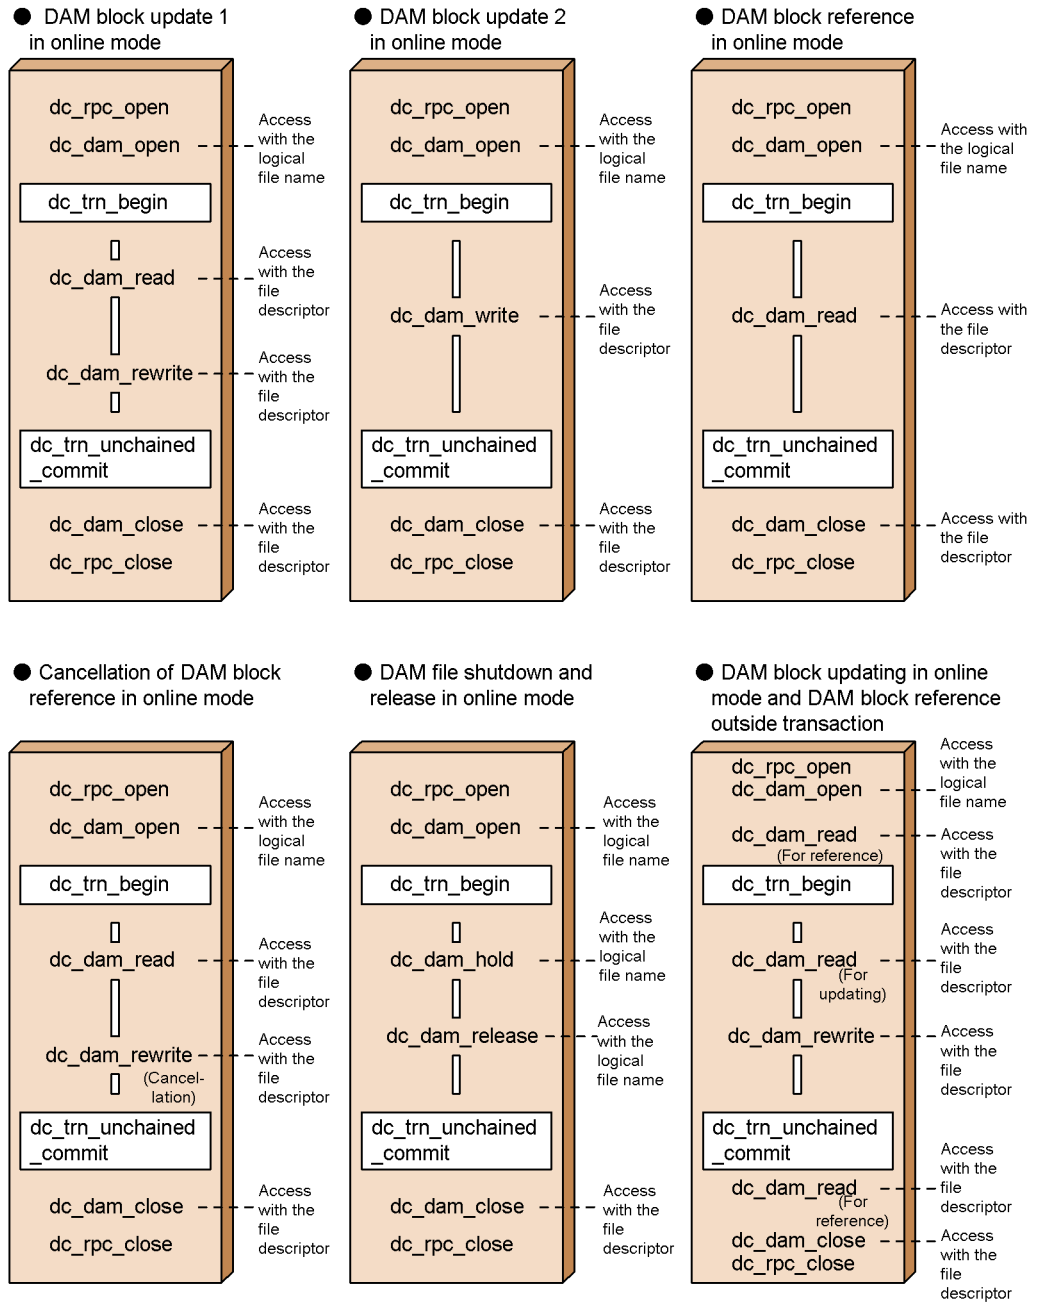 ● DAM block update 1
in online mode
dc_rpc_open
dc_dam_open
Access
with the
logical
file name
dc_trn_begin
dc_dam_read
Access
with the
file
descriptor
dc_dam_rewrite
Access
with the
file
descriptor
dc_trn_unchained
_commit
dc_dam_close
Access
with the
file
descriptor
dc_rpc_close
● DAM block update 2
in online mode
dc_rpc_open
dc_dam_open
Access
with the
logical
file name
dc_trn_begin
dc_dam_write
Access
with the
file
descriptor
dc_trn_unchained
_commit
dc_dam_close
Access
with the
file
descriptor
dc_rpc_close
● DAM block reference
in online mode
dc_rpc_open
dc_dam_open
Access with
the logical
file name
dc_trn_begin
dc_dam_read
Access with
the file
descriptor
dc_trn_unchained
_commit
dc_dam_close
Access with
the file
descriptor
dc_rpc_close
● Cancellation of DAM block
reference in online mode
dc_rpc_open
dc_dam_open
Access
with the
logical
file name
dc_trn_begin
dc_dam_read
Access
with the
file
descriptor
dc_dam_rewrite
(Cancel-
lation)
Access
with the
file
descriptor
dc_trn_unchained
_commit
dc_dam_close
Access
with the
file
descriptor
dc_rpc_close
● DAM file shutdown and
release in online mode
dc_rpc_open
dc_dam_open
Access
with the
logical
file name
dc_trn_begin
dc_dam_hold
Access
with the
logical
file name
dc_dam_release
Access
with the
logical
file name
dc_trn_unchained
_commit
dc_dam_close
Access
with the
file
descriptor
dc_rpc_close
● DAM block updating in online
mode and DAM block reference
outside transaction
dc_rpc_open
dc_dam_open
Access
with the
logical
file name
dc_dam_read
(For reference)
Access
with the
file
descriptor
dc_trn_begin
dc_dam_read
(For
updating)
Access
with the
file
descriptor
dc_dam_rewrite
Access
with the
file
descriptor
dc_trn_unchained
_commit
dc_dam_read
(For
reference)
Access
with the
file
descriptor
dc_dam_close
Access
with the
file
descriptor
dc_rpc_close